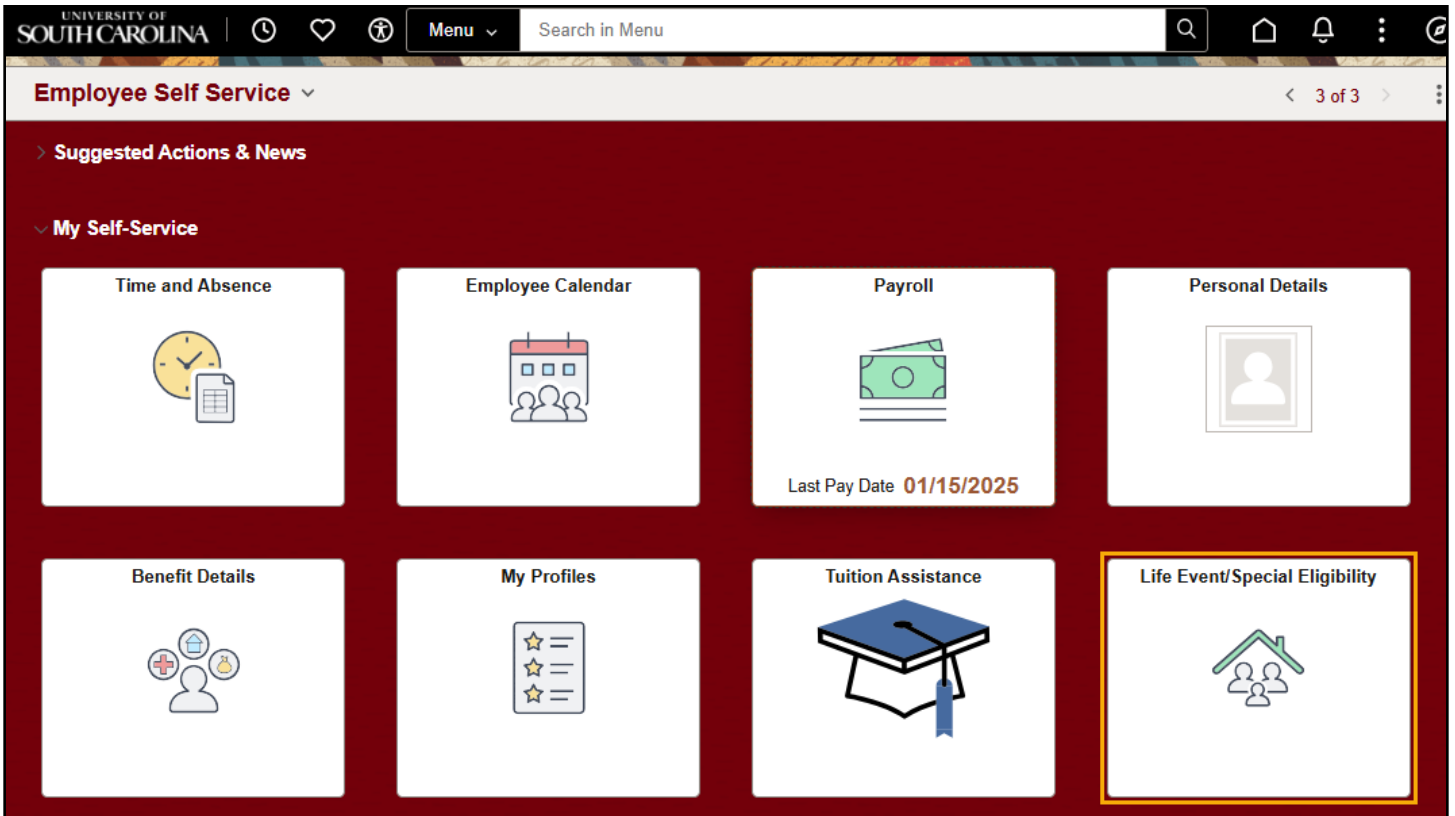 UNIVERSITY OF
SOUTH CAROLINA
Menu
Search in Menu
Employee Self Service
3 of 3
Suggested Actions & News
My Self-Service
Time and Absence
Employee Calendar
Payroll
Personal Details
Last Pay Date 01/15/2025
Benefit Details
My Profiles
Tuition Assistance
Life Event/Special Eligibility